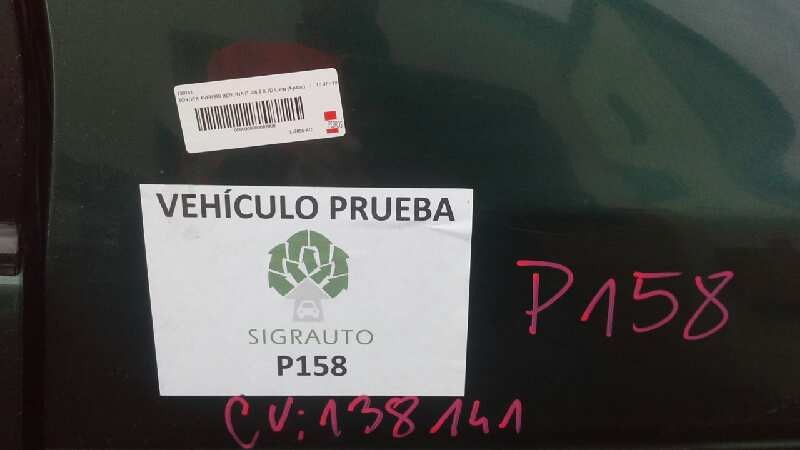 VEHÍCULO PRUEBA
SIGRAUTO
P158
P158
CV: 138141